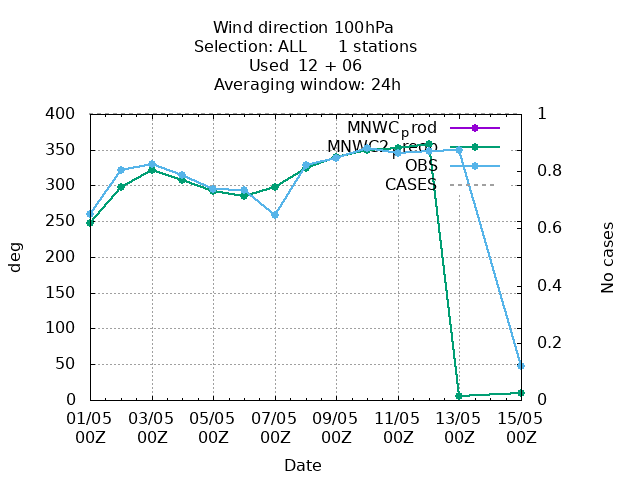 Wind direction 100hPa
Selection: ALL 1 stations
Used 12 + 06
Averaging window: 24h
400
350
300
250
200
150
100
50
0
deg
1
0.8
0.6
0.4
0.2
0
No cases
MNWCprod
MNWC2preop
OBS
CASES
01/05 03/05 05/05 07/05 09/05 11/05 13/05 15/05
00Z 00Z 00Z 00Z 00Z 00Z 00Z 00Z
Date